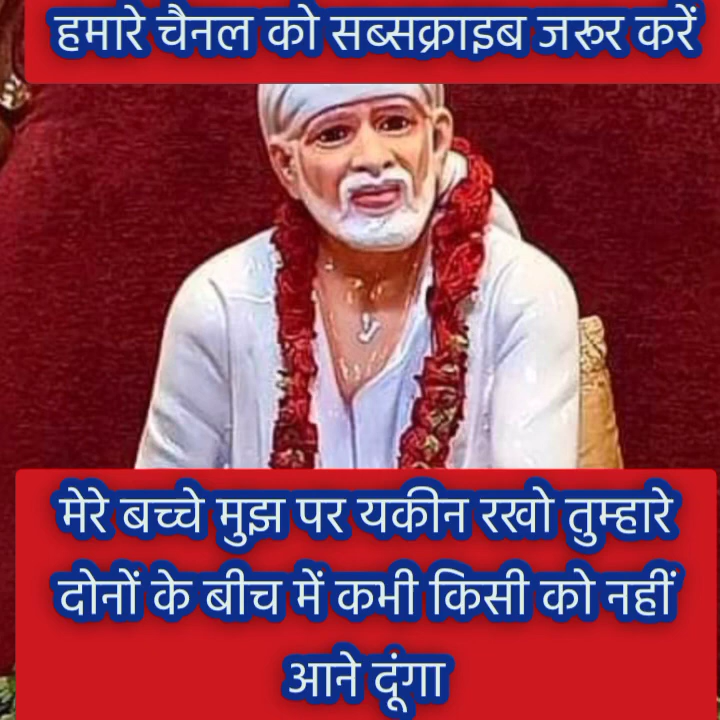 हमारे चैनल को सब्सक्राइब जरूर करें
मेरे बच्चे मुझ पर यकीन रखो तुम्हारे
दोनों के बीच में कभी किसी को नहीं
आने दूंगा